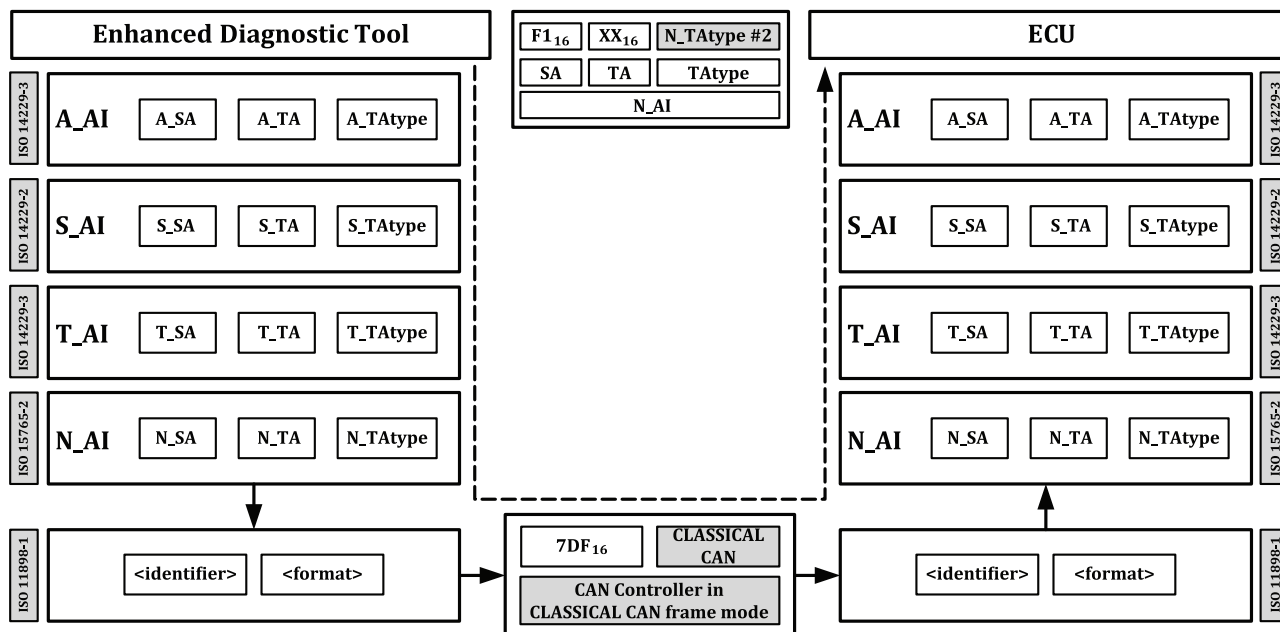 Enhanced Diagnostic Tool
F1₁₆ XX₁₆ N_TAtype #2
SA TA TAtype
N_AI
ECU
ISO 14229-3
A_AI A_SA A_TA A_TAtype
ISO 14229-2
S_AI S_SA S_TA S_TAtype
ISO 14229-3
T_AI T_SA T_TA T_TAtype
ISO 15765-2
N_AI N_SA N_TA N_TAtype
ISO 11898-1
<identifier> <format>
7DF₁₆ CLASSICAL
CAN
CAN Controller in
CLASSICAL CAN frame mode
A_AI A_SA A_TA A_TAtype
ISO 14229-3
S_AI S_SA S_TA S_TAtype
ISO 14229-2
T_AI T_SA T_TA T_TAtype
ISO 14229-3
N_AI N_SA N_TA N_TAtype
ISO 15765-2
<identifier> <format>
ISO 11898-1